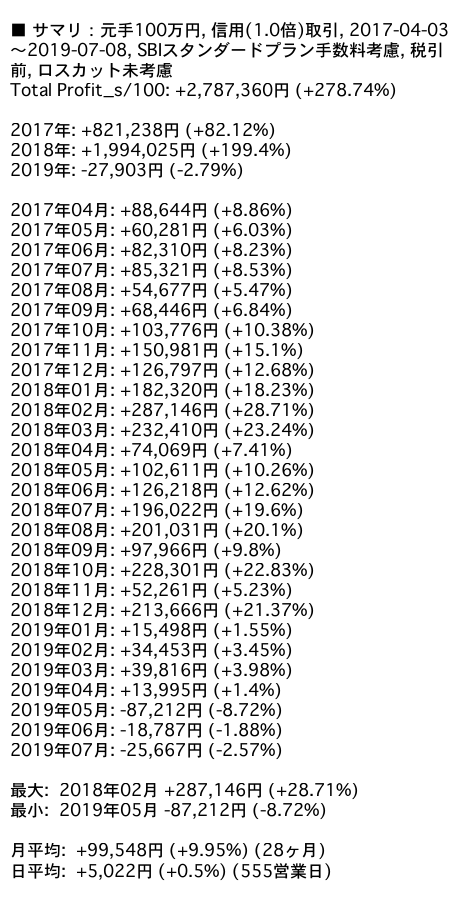 ■ サマリ：元手100万円, 信用(1.0倍)取引, 2017-04-03
～2019-07-08, SBIスタンダードプラン手数料考慮, 税引
前, ロスカット未考慮
Total Profit_s/100: +2,787,360円 (+278.74%)
2017年: +821,238円 (+82.12%)
2018年: +1,994,025円 (+199.4%)
2019年: -27,903円 (-2.79%)
2017年04月: +88,644円 (+8.86%)
2017年05月: +60,281円 (+6.03%)
2017年06月: +82,310円 (+8.23%)
2017年07月: +85,321円 (+8.53%)
2017年08月: +54,677円 (+5.47%)
2017年09月: +68,446円 (+6.84%)
2017年10月: +103,776円 (+10.38%)
2017年11月: +150,981円 (+15.1%)
2017年12月: +126,797円 (+12.68%)
2018年01月: +182,320円 (+18.23%)
2018年02月: +287,146円 (+28.71%)
2018年03月: +232,410円 (+23.24%)
2018年04月: +74,069円 (+7.41%)
2018年05月: +102,611円 (+10.26%)
2018年06月: +126,218円 (+12.62%)
2018年07月: +196,022円 (+19.6%)
2018年08月: +201,031円 (+20.1%)
2018年09月: +97,966円 (+9.8%)
2018年10月: +228,301円 (+22.83%)
2018年11月: +52,261円 (+5.23%)
2018年12月: +213,666円 (+21.37%)
2019年01月: +15,498円 (+1.55%)
2019年02月: +34,453円 (+3.45%)
2019年03月: +39,816円 (+3.98%)
2019年04月: +13,995円 (+1.4%)
2019年05月: -87,212円 (-8.72%)
2019年06月: -18,787円 (-1.88%)
2019年07月: -25,667円 (-2.57%)
最大: 2018年02月 +287,146円 (+28.71%)
最小: 2019年05月 -87,212円 (-8.72%)
月平均: +99,548円 (+9.95%) (28ヶ月)
日平均: +5,022円 (+0.5%) (555営業日)